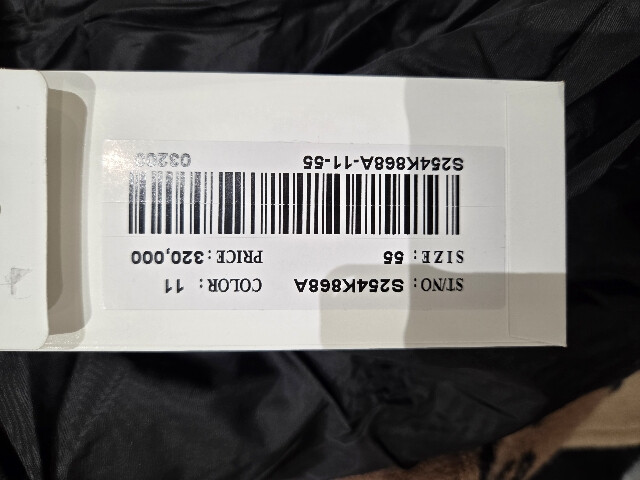 ST/NO: S254K868A COLOR: 11
SIZE: 55 PRICE: 320,000
S254K868A-11-55